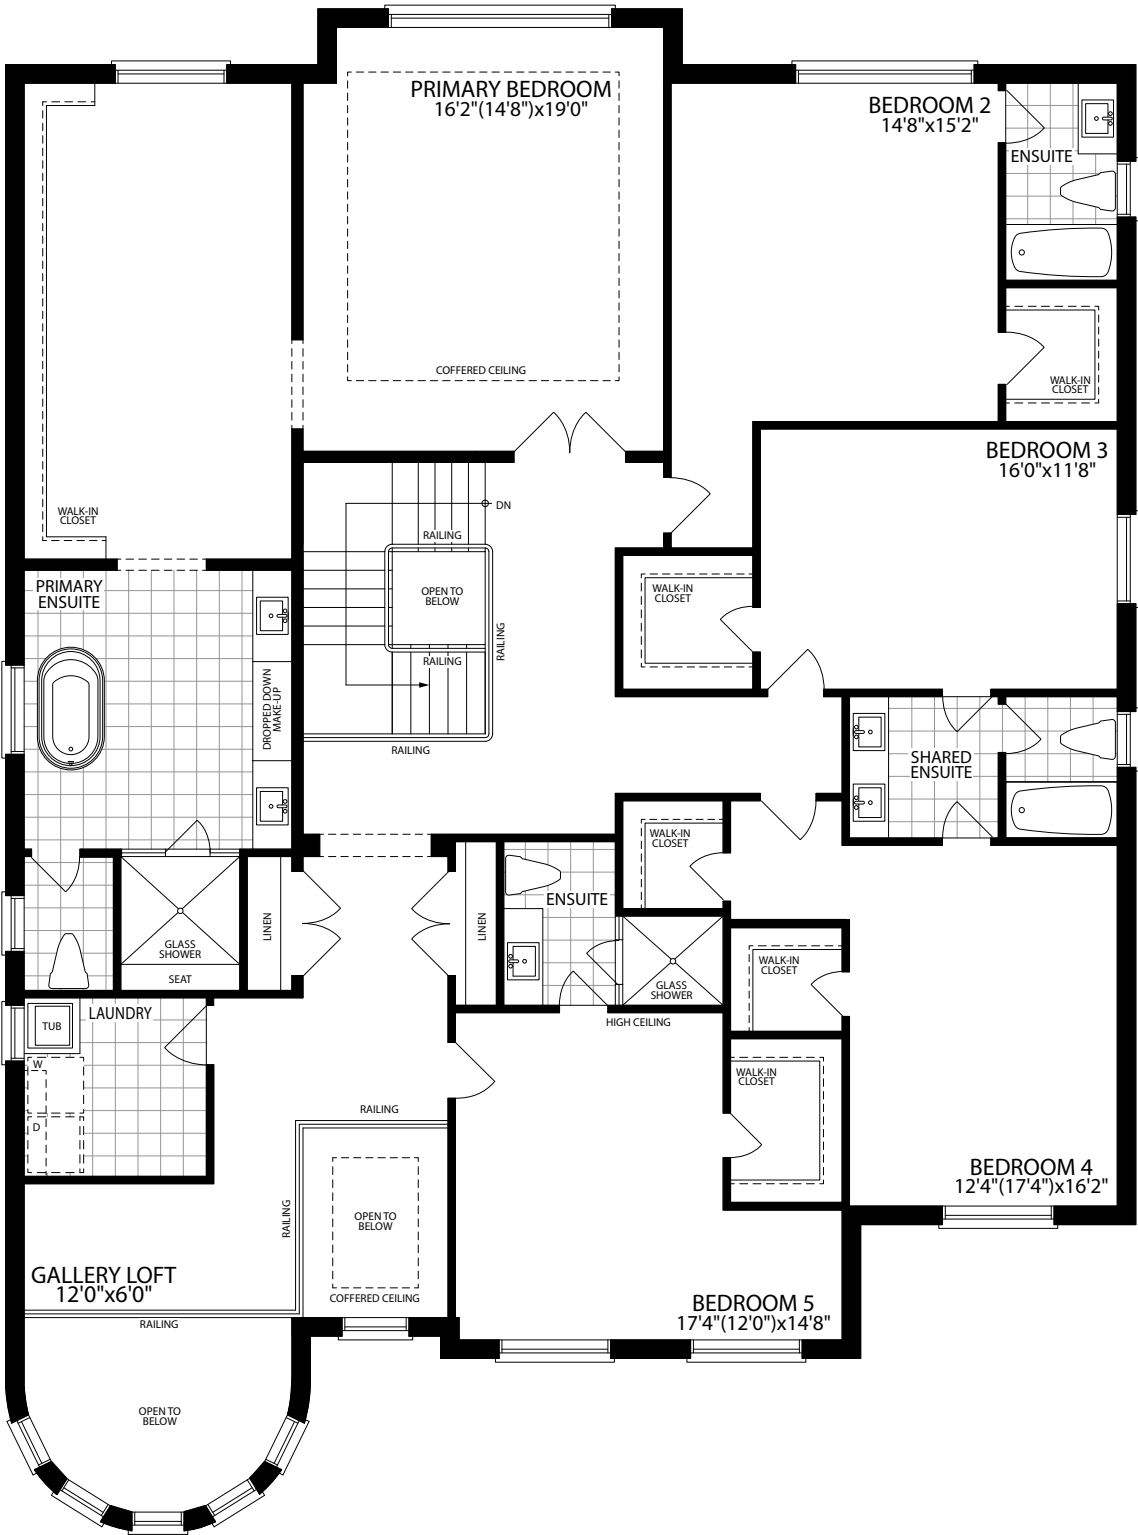 PRIMARY BEDROOM
16'2"(14'8")x19'0"
COFFERED CEILING
BEDROOM 2
14'8"x15'2"
ENSUITE
WALK-IN
CLOSET
BEDROOM 3
16'0"x11'8"
WALK-IN
CLOSET
WALK-IN
CLOSET
DN
RAILING
OPEN TO
BELOW
RAILING
RAILING
RAILING
PRIMARY
ENSUITE
DROPPED DOWN
MAKE-UP
SHARED
ENSUITE
WALK-IN
CLOSET
ENSUITE
LINEN
LINEN
GLASS
SHOWER
SEAT
GLASS
SHOWER
WALK-IN
CLOSET
HIGH CEILING
LAUNDRY
TUB
W
D
WALK-IN
CLOSET
RAILING
RAILING
OPEN TO
BELOW
COFFERED CEILING
BEDROOM 4
12'4"(17'4")x16'2"
GALLERY LOFT
12'0"x6'0"
RAILING
BEDROOM 5
17'4"(12'0")x14'8"
OPEN TO
BELOW